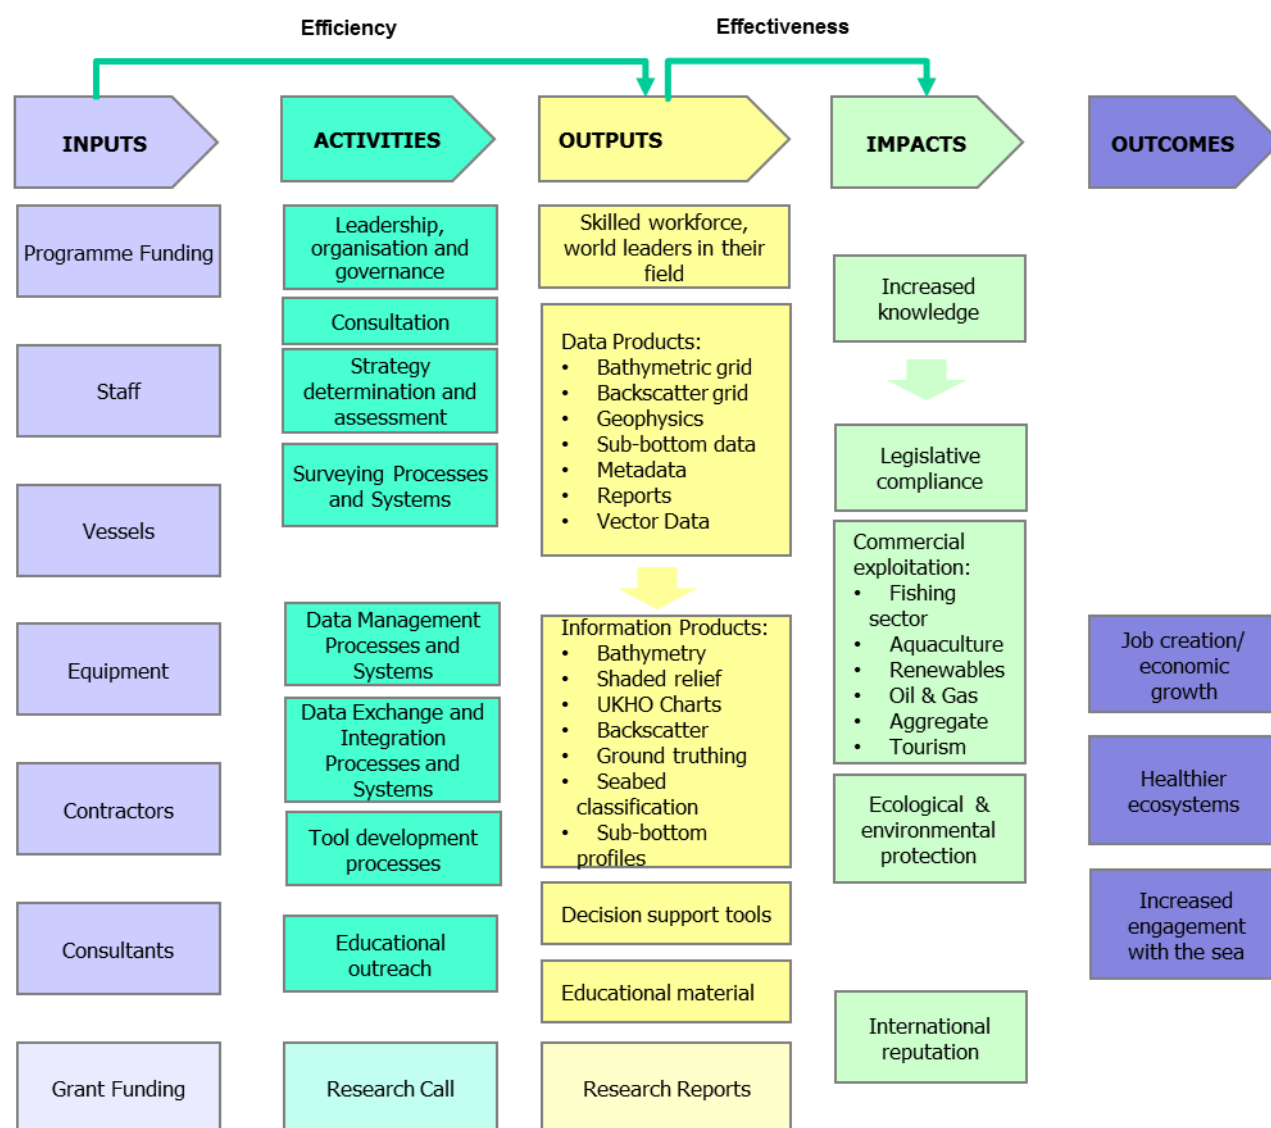 Efficiency
Effectiveness
INPUTS
ACTIVITIES
OUTPUTS
IMPACTS
OUTCOMES
Programme Funding
Staff
Vessels
Equipment
Contractors
Consultants
Grant Funding
Leadership,
organisation and
governance
Consultation
Strategy
determination and
assessment
Surveying Processes
and Systems
Data Management
Processes and
Systems
Data Exchange and
Integration
Processes and
Systems
Tool development
processes
Educational
outreach
Research Call
Skilled workforce,
world leaders in their
field
Data Products:
• Bathymetric grid
• Backscatter grid
• Geophysics
• Sub-bottom data
• Metadata
• Reports
• Vector Data
Information Products:
• Bathymetry
• Shaded relief
• UKHO Charts
• Backscatter
• Ground truthing
• Seabed
classification
• Sub-bottom
profiles
Decision support tools
Educational material
Research Reports
Increased
knowledge
Legislative
compliance
Commercial
exploitation:
• Fishing
sector
• Aquaculture
• Renewables
• Oil & Gas
• Aggregate
• Tourism
Ecological &
environmental
protection
International
reputation
Job creation/
economic
growth
Healthier
ecosystems
Increased
engagement
with the sea